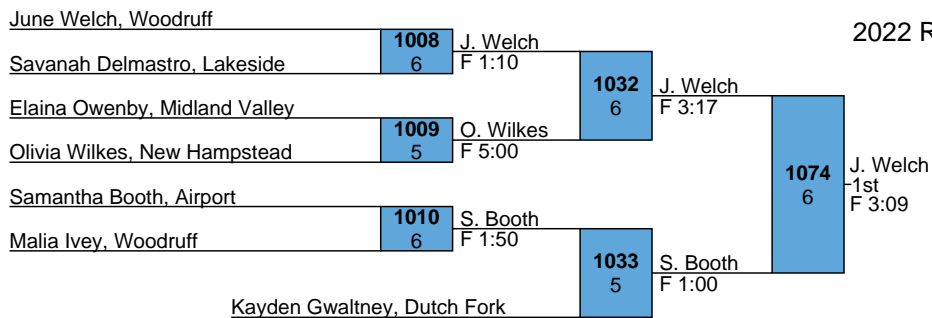 June Welch, Woodruff
2022 R
1008
J. Welch
6
F 1:10
Savanah Delmastro, Lakeside
1032
J. Welch
6
F 3:17
Elaina Owenby, Midland Valley
1009
O. Wilkes
5
F 5:00
Olivia Wilkes, New Hampstead
1074
J. Welch
6
1st
F 3:09
Samantha Booth, Airport
1010
S. Booth
6
F 1:50
Malia Ivey, Woodruff
1033
S. Booth
5
F 1:00
Kayden Gwaltney, Dutch Fork